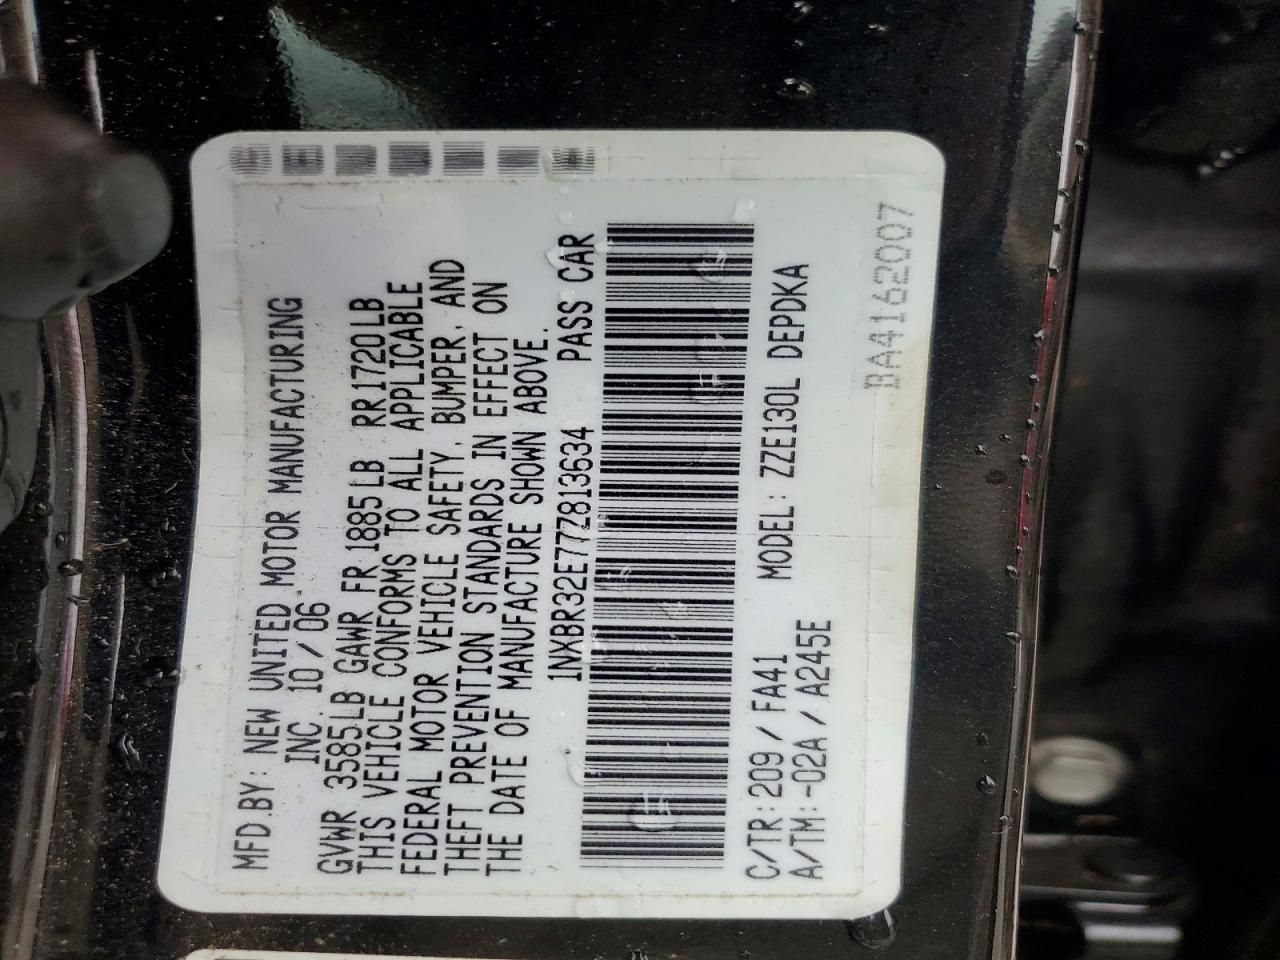 MFD.BY: NEW UNITED MOTOR MANUFACTURING
INC 10/06
GVWR 3585LB GAWR FR 1885LB RR1720LB
THIS VEHICLE CONFORMS TO ALL APPLICABLE
FEDERAL MOTOR VEHICLE SAFETY, BUMPER, AND
THEFT PREVENTION STANDARDS IN EFFECT ON
THE DATE OF MANUFACTURE SHOWN ABOVE.
1NXBR32E77Z813634 PASS CAR
C/TR:209/FA41 MODEL: ZZE130L DEPDKA
A/TM:-02A/A245E
DA4162007